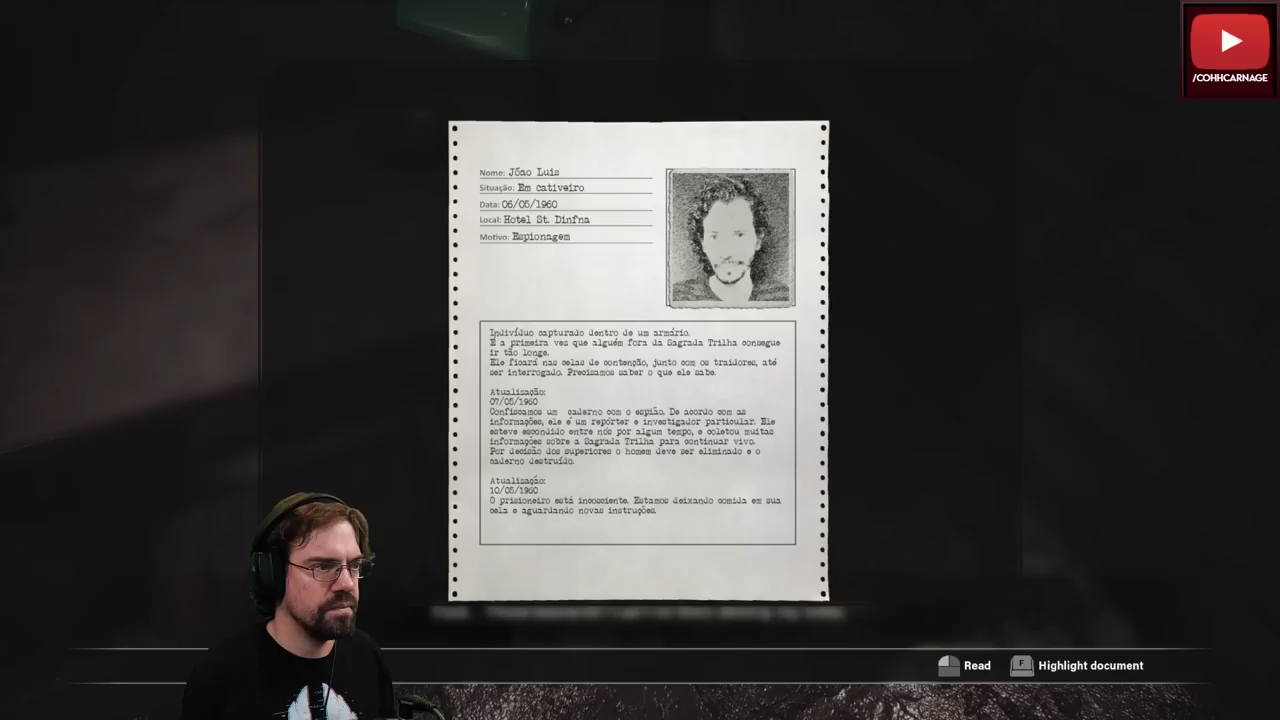 /COHHCARNAGE
Nome: Jõao Luis
Situação: Em cativeiro
Data: 06/05/1960
Local: Hotel St. Dinfna
Motivo: Espionagem
Indivíduo capturado dentro de um armário.
É a primeira vez que alguém fora da Sagrada Trilha consegue
ir tão longe.
Ele ficará nas celas de contenção, junto com os traidores, até
ser interrogado. Precisamos saber o que ele sabe.
Atualização:
07/05/1960
Confiscamos um caderno com o espião. De acordo com as
informações, ele é um repórter e investigador particular. Ele
esteve escondido entre nós por algum tempo, e coletou muitas
informações sobre a Sagrada Trilha para continuar vivo.
Por decisão dos superiores o homem deve ser eliminado e o
caderno destruído.
Atualização:
10/05/1960
O prisioneiro está incosciente. Estamos deixando comida em sua
cela e aguardando novas instruções.
Read
F Highlight document